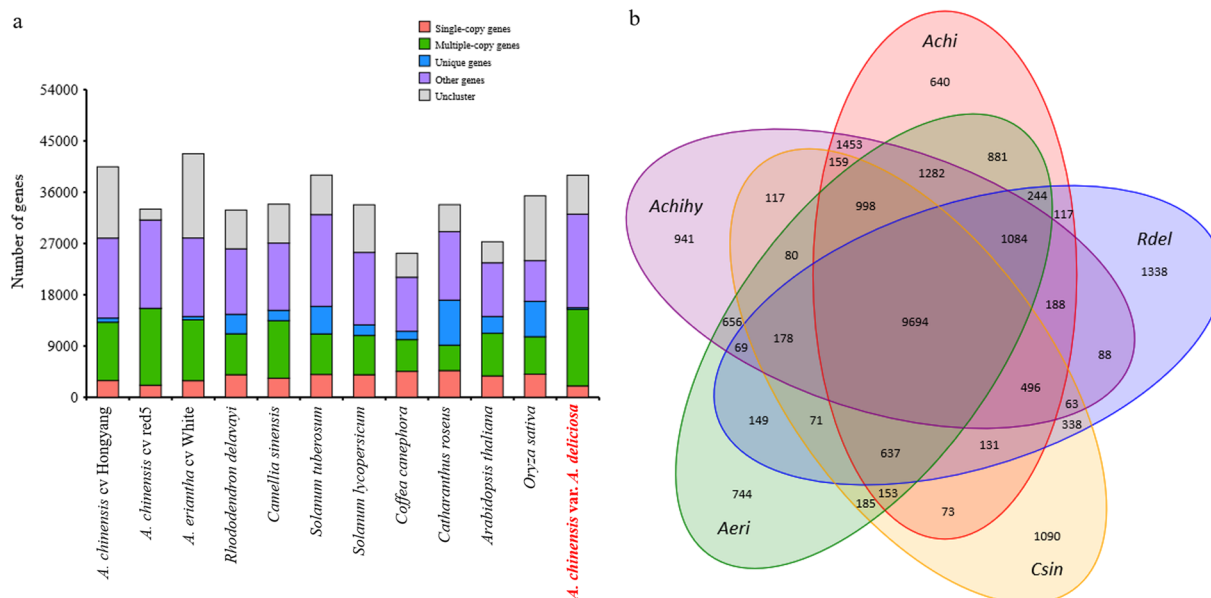 a
Single-copy genes
Multiple-copy genes
Unique genes
Other genes
Uncluster
Number of genes
54000
45000
36000
27000
18000
9000
0
A. chinensis cv Hongyang
A. chinensis cv red5
A. eriantha cv White
Rhododendron delavayi
Camellia sinensis
Solanum tuberosum
Solanum lycopersicum
Coffea canephora
Catharanthus roseus
Arabidopsis thaliana
Oryza sativa
A. chinensis var. A. deliciosa
b
Achi
640
1453
159
1282
881
244
117
Achihy
941
117
998
1084
Rdel
1338
80
188
656
69
178
9694
88
496
63
338
149
71
637
131
744
185
153
73
Aeri
1090
Csin